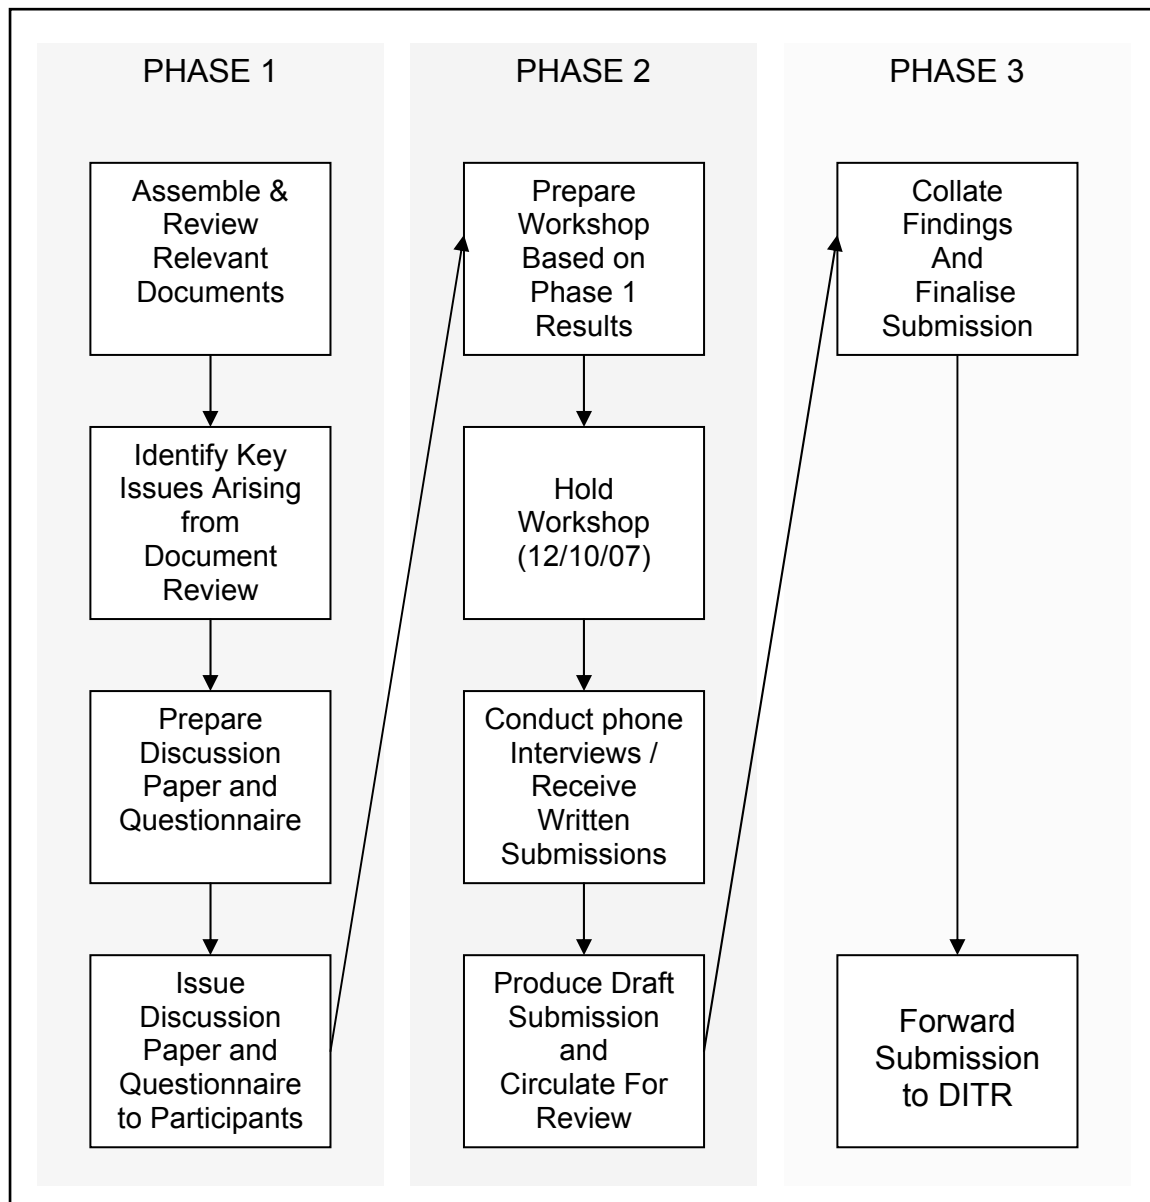 PHASE 1
Assemble &
Review
Relevant
Documents
Identify Key
Issues Arising
from
Document
Review
Prepare
Discussion
Paper and
Questionnaire
Issue
Discussion
Paper and
Questionnaire
to Participants
PHASE 2
Prepare
Workshop
Based on
Phase 1
Results
Hold
Workshop
(12/10/07)
Conduct phone
Interviews /
Receive
Written
Submissions
Produce Draft
Submission
and
Circulate For
Review
PHASE 3
Collate
Findings
And
Finalise
Submission
Forward
Submission
to DITR